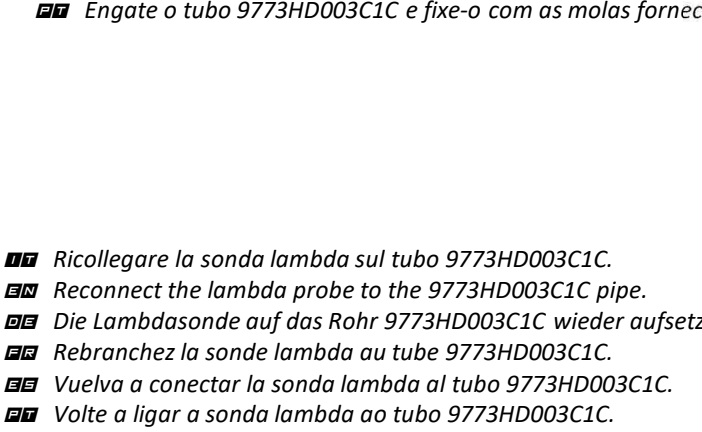 PT Engate o tubo 9773HD003C1C e fixe-o com as molas fornec
IT Ricollegare la sonda lambda sul tubo 9773HD003C1C.
EN Reconnect the lambda probe to the 9773HD003C1C pipe.
DE Die Lambdasonde auf das Rohr 9773HD003C1C wieder aufsetz
FR Rebranchez la sonde lambda au tube 9773HD003C1C.
ES Vuelva a conectar la sonda lambda al tubo 9773HD003C1C.
PT Volte a ligar a sonda lambda ao tubo 9773HD003C1C.